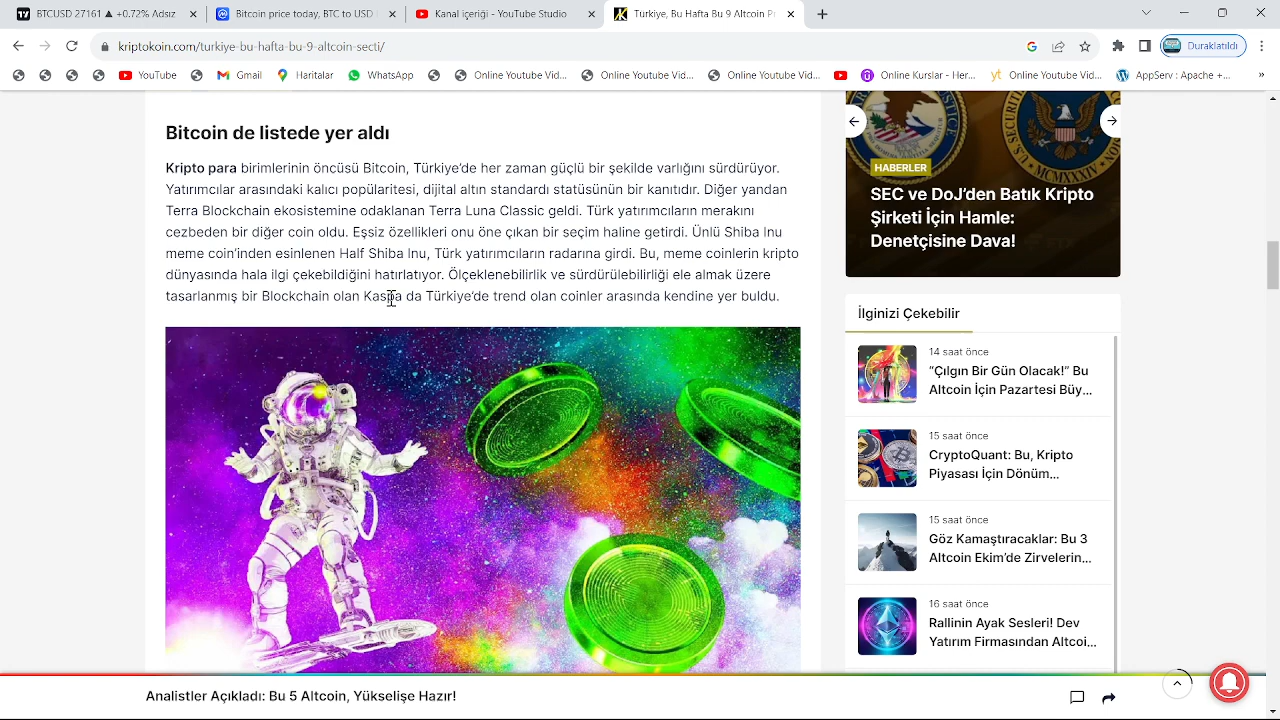 BTCUSD 27161 ▲ +0.72% Adsız
Bitcoin price today, BTC to USD
Kanal içeriği - YouTube Studio
Türkiye, Bu Hafta Bu 9 Altcoin
kriptokoin.com/turkiye-bu-hafta-bu-9-altcoin-secti/
Duraklatıldı
YouTube
Gmail
Haritalar
WhatsApp
Online Youtube Vid...
Online Youtube Vid...
Online Youtube Vid...
Online Kurslar - Her...
yt Online Youtube Vid...
AppServ : Apache +...
»
Bitcoin de listede yer aldı
Kripto para birimlerinin öncüsü Bitcoin, Türkiye’de her zaman güçlü bir şekilde varlığını sürdürüyor.
Yatırımcılar arasındaki kalıcı popülaritesi, dijital altın standardı statüsünün bir kanıtıdır. Diğer yandan
Terra Blockchain ekosistemine odaklanan Terra Luna Classic geldi. Türk yatırımcıların merakını
cezbeden bir diğer coin oldu. Eşsiz özellikleri onu öne çıkan bir seçim haline getirdi. Ünlü Shiba Inu
meme coin’inden esinlenen Half Shiba Inu, Türk yatırımcıların radarına girdi. Bu, meme coinlerin kripto
dünyasında hala ilgi çekebildiğini hatırlatıyor. Ölçeklenebilirlik ve sürdürülebilirliği ele almak üzere
tasarlanmış bir Blockchain olan Kaspa da Türkiye’de trend olan coinler arasında kendine yer buldu.
HABERLER
SEC ve DoJ’den Batık Kripto
Şirketi İçin Hamle:
Denetçisine Dava!
İlginizi Çekebilir
14 saat önce
“Çılgın Bir Gün Olacak!” Bu
Altcoin İçin Pazartesi Büy...
15 saat önce
CryptoQuant: Bu, Kripto
Piyasası İçin Dönüm...
15 saat önce
Göz Kamaştıracaklar: Bu 3
Altcoin Ekim’de Zirvelerin...
16 saat önce
Rallinin Ayak Sesleri! Dev
Yatırım Firmasından Altcoi...
Analistler Açıkladı: Bu 5 Altcoin, Yükselişe Hazır!